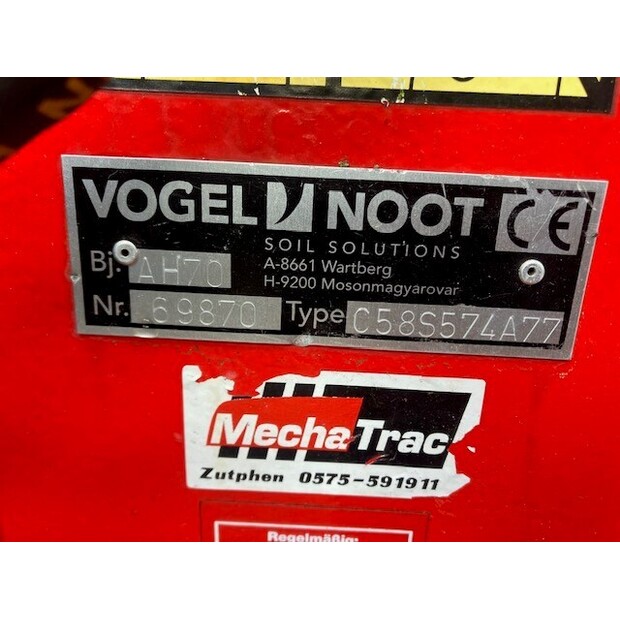 VOGEL NOOT CE
SOIL SOLUTIONS
A-8661 Wartberg
H-9200 Mosonmagyarovar
Bj. AH70
Nr. 69870 Type C58S574A77
MechaTrac
Zutphen 0575-591911
Regelmäßig: